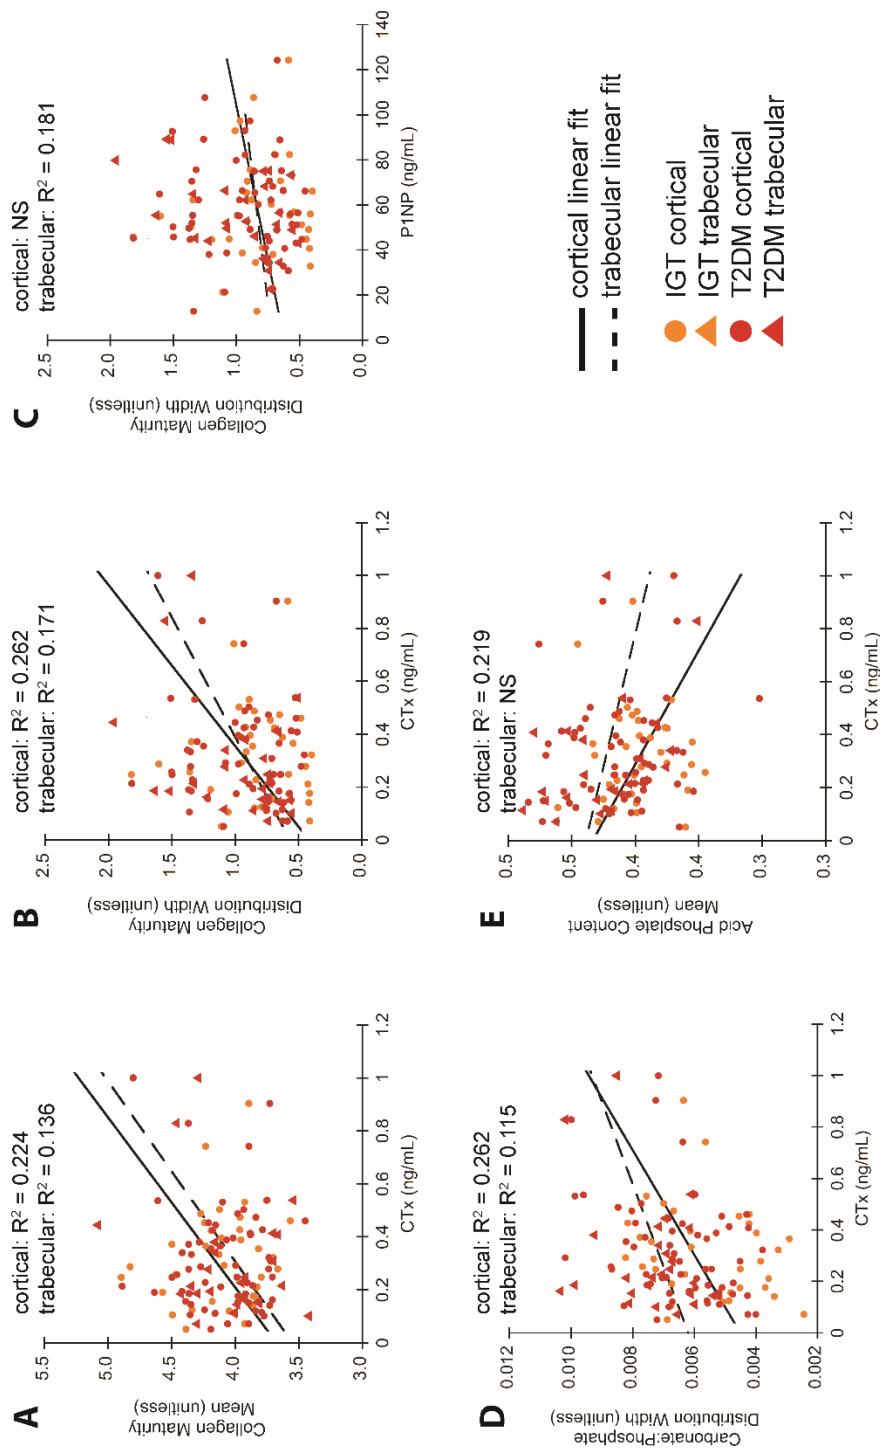 A
cortical: R² = 0.224
trabecular: R² = 0.136
Collagen Maturity
Mean (unitless)
5.5
5.0
4.5
4.0
3.5
3.0
0
0.2
0.4
0.6
0.8
1
1.2
CTx (ng/mL)
B
cortical: R² = 0.262
trabecular: R² = 0.171
Collagen Maturity
Distribution Width (unitless)
2.5
2.0
1.5
1.0
0.5
0.0
0
0.2
0.4
0.6
0.8
1
1.2
CTx (ng/mL)
C
cortical: NS
trabecular: R² = 0.181
Collagen Maturity
Distribution Width (unitless)
2.5
2.0
1.5
1.0
0.5
0.0
0
20
40
60
80
100
120
140
P1NP (ng/mL)
D
cortical: R² = 0.262
trabecular: R² = 0.115
Carbonate:Phosphate
Distribution Width (unitless)
0.012
0.010
0.008
0.006
0.004
0.002
0
0.2
0.4
0.6
0.8
1
1.2
CTx (ng/mL)
E
cortical: R² = 0.219
trabecular: NS
Acid Phosphate Content
Mean (unitless)
0.5
0.5
0.4
0.4
0.3
0.3
0
0.2
0.4
0.6
0.8
1
1.2
CTx (ng/mL)
cortical linear fit
trabecular linear fit
IGT cortical
IGT trabecular
T2DM cortical
T2DM trabecular